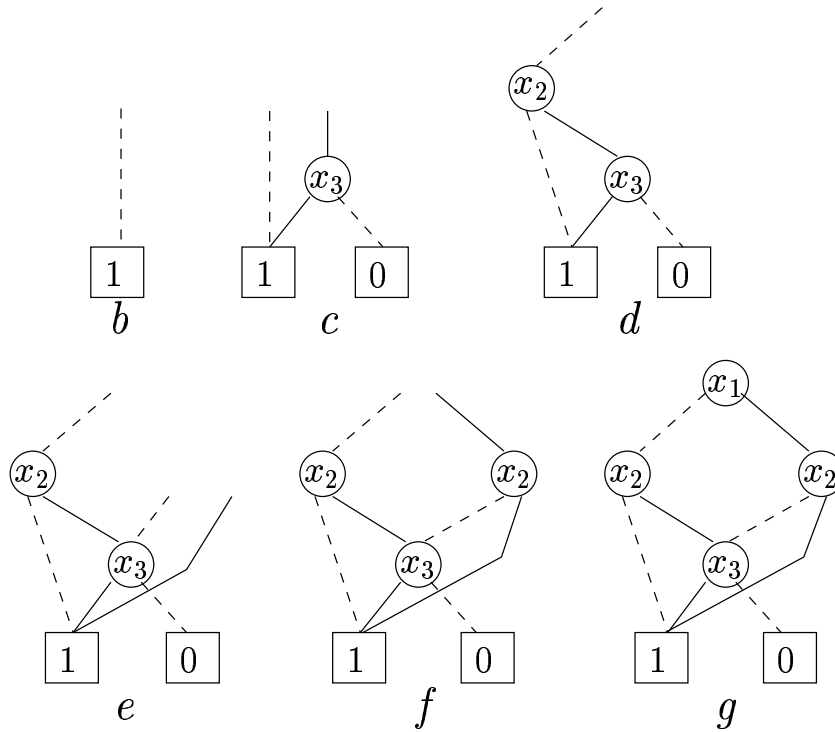 x₂
x₃ x₃
1 1 0 1 0
b c d
x₁
x₂ x₂ x₂ x₂ x₂
x₃ x₃ x₃
1 0 1 0 1 0
e f g